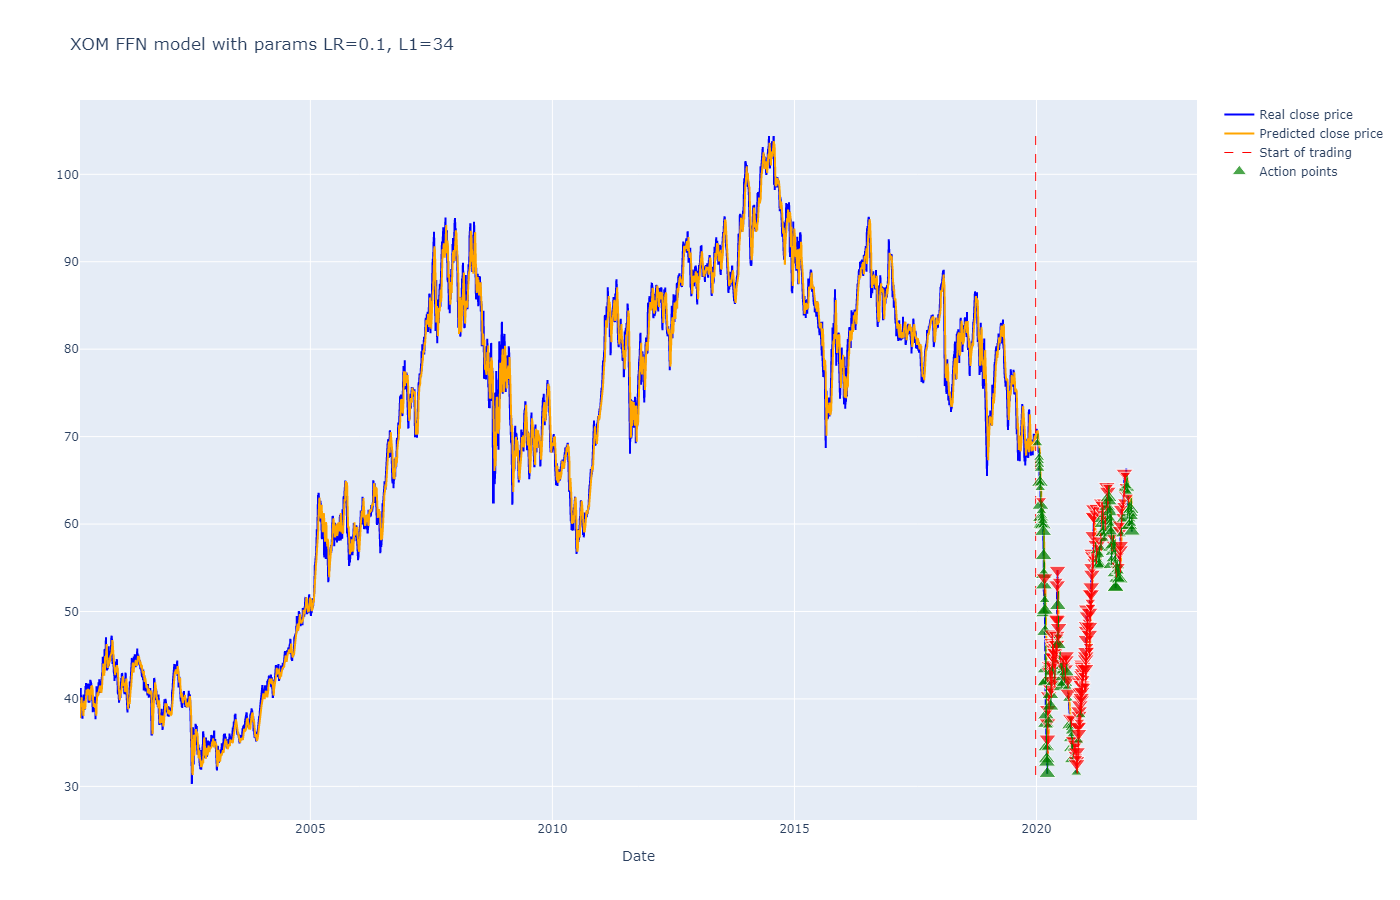 XOM FFN model with params LR=0.1, L1=34
Real close price
Predicted close price
Start of trading
Action points
100
90
80
70
60
50
40
30
2005
2010
2015
2020
Date